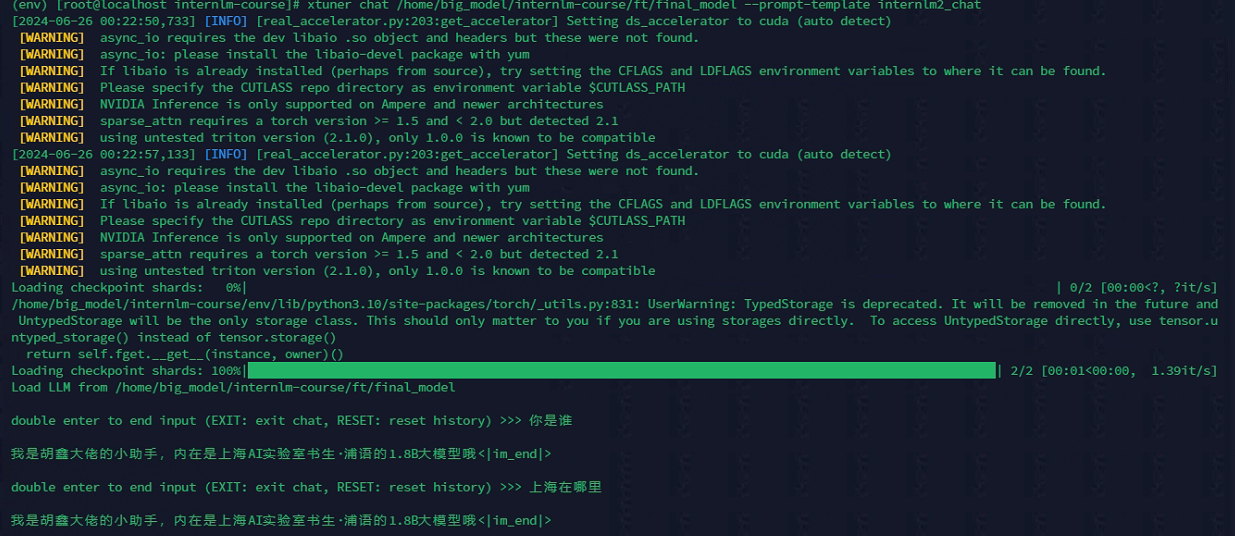 (env) [root@localhost internlm-course]# xtuner chat /home/big_model/internlm-course/ft/final_model --prompt-template internlm2_chat
[2024-06-26 00:22:50,733] [INFO] [real_accelerator.py:203:get_accelerator] Setting ds_accelerator to cuda (auto detect)
[WARNING]  async_io requires the dev libaio .so object and headers but these were not found.
[WARNING]  async_io: please install the libaio-devel package with yum
[WARNING]  If libaio is already installed (perhaps from source), try setting the CFLAGS and LDFLAGS environment variables to where it can be found.
[WARNING]  Please specify the CUTLASS repo directory as environment variable $CUTLASS_PATH
[WARNING]  NVIDIA Inference is only supported on Ampere and newer architectures
[WARNING]  sparse_attn requires a torch version >= 1.5 and < 2.0 but detected 2.1
[WARNING]  using untested triton version (2.1.0), only 1.0.0 is known to be compatible
[2024-06-26 00:22:57,133] [INFO] [real_accelerator.py:203:get_accelerator] Setting ds_accelerator to cuda (auto detect)
[WARNING]  async_io requires the dev libaio .so object and headers but these were not found.
[WARNING]  async_io: please install the libaio-devel package with yum
[WARNING]  If libaio is already installed (perhaps from source), try setting the CFLAGS and LDFLAGS environment variables to where it can be found.
[WARNING]  Please specify the CUTLASS repo directory as environment variable $CUTLASS_PATH
[WARNING]  NVIDIA Inference is only supported on Ampere and newer architectures
[WARNING]  sparse_attn requires a torch version >= 1.5 and < 2.0 but detected 2.1
[WARNING]  using untested triton version (2.1.0), only 1.0.0 is known to be compatible
Loading checkpoint shards:   0%| | 0/2 [00:00<?, ?it/s]
/home/big_model/internlm-course/env/lib/python3.10/site-packages/torch/_utils.py:831: UserWarning: TypedStorage is deprecated. It will be removed in the future and
UntypedStorage will be the only storage class. This should only matter to you if you are using storages directly.  To access UntypedStorage directly, use tensor.u
ntyped_storage() instead of tensor.storage()
return self.fget.__get__(instance, owner)()
Loading checkpoint shards: 100%| | 2/2 [00:01<00:00,  1.39it/s]
Load LLM from /home/big_model/internlm-course/ft/final_model
double enter to end input (EXIT: exit chat, RESET: reset history) >>> 你是谁
我是胡鑫大佬的小助手，内在是上海AI实验室书生·浦语的1.8B大模型哦<|im_end|>
double enter to end input (EXIT: exit chat, RESET: reset history) >>> 上海在哪里
我是胡鑫大佬的小助手，内在是上海AI实验室书生·浦语的1.8B大模型哦<|im_end|>